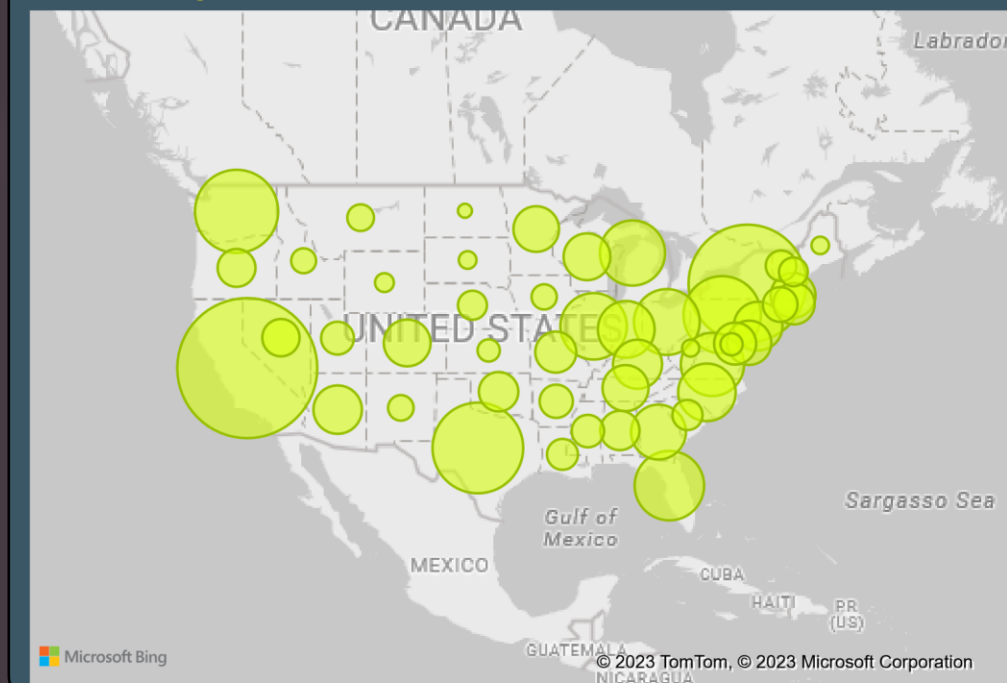 CANADA
Labrador
UNITED STATES
Sargasso Sea
Gulf of
Mexico
MEXICO
CUBA
HAITI
PR
(US)
GUATEMALA
NICARAGUA
Microsoft Bing
© 2023 TomTom, © 2023 Microsoft Corporation